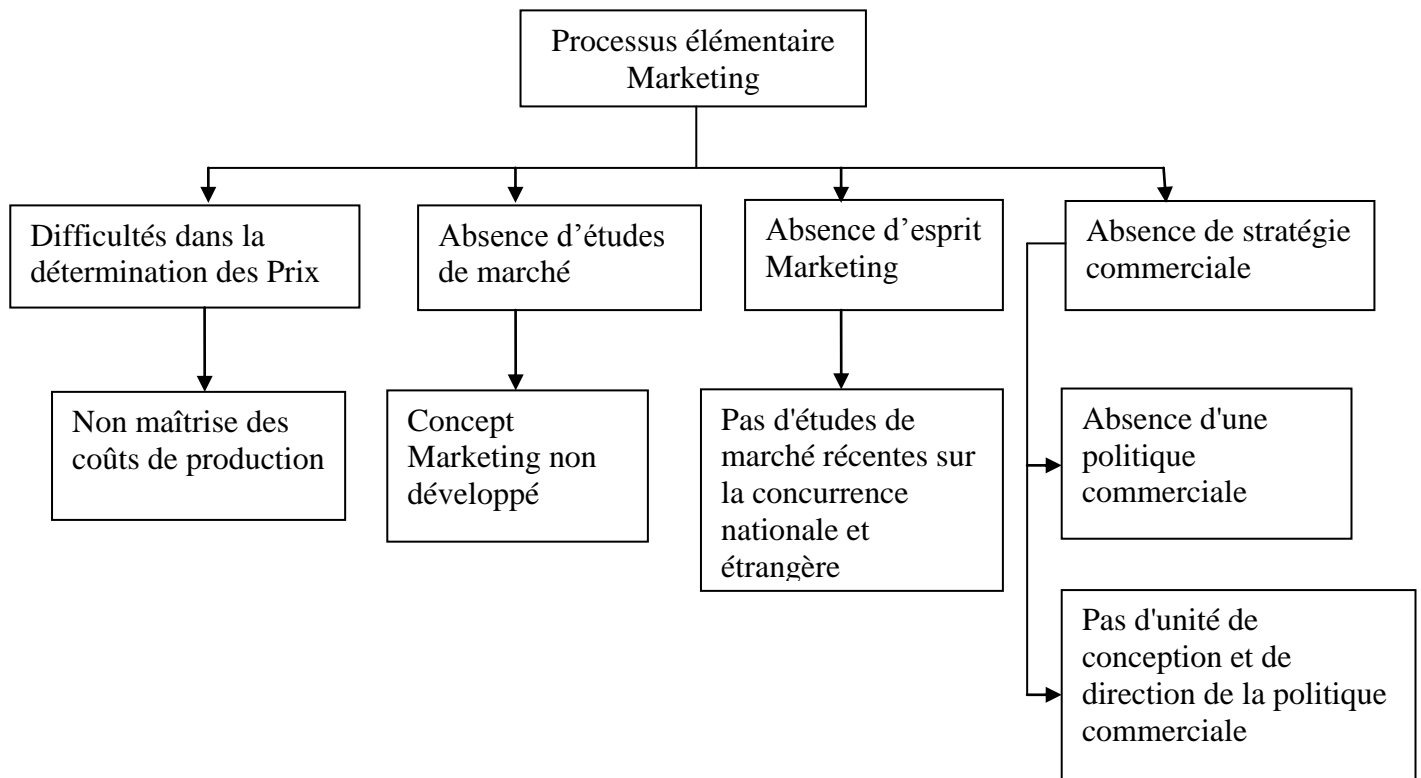 Processus élémentaire
Marketing
Difficultés dans la
détermination des Prix
Absence d’études
de marché
Absence d’esprit
Marketing
Absence de stratégie
commerciale
Non maîtrise des
coûts de production
Concept
Marketing non
développé
Pas d'études de
marché récentes sur
la concurrence
nationale et
étrangère
Absence d'une
politique
commerciale
Pas d'unité de
conception et de
direction de la politique
commerciale